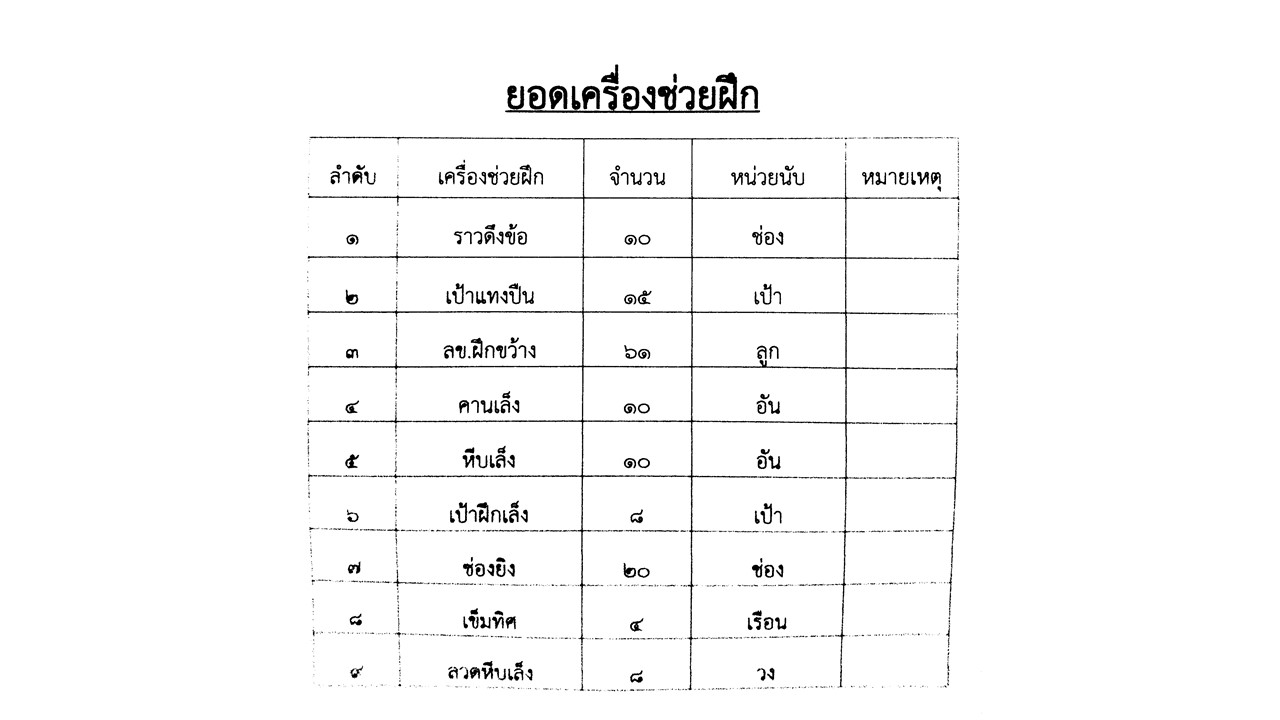 ยอดเครื่องช่วยฝึก
ลำดับ เครื่องช่วยฝึก จำนวน หน่วยนับ หมายเหตุ
๑ ราวดึงข้อ ๑๐ ช่อง
๒ เป้าแทงปืน ๑๕ เป้า
๓ ลข.ฝึกขว้าง ๖๑ ลูก
๔ คานเล็ง ๑๐ อัน
๕ หีบเล็ง ๑๐ อัน
๖ เป้าฝึกเล็ง ๘ เป้า
๗ ช่องยิง ๒๐ ช่อง
๘ เข็มทิศ ๔ เรือน
๙ ลวดหีบเล็ง ๘ วง